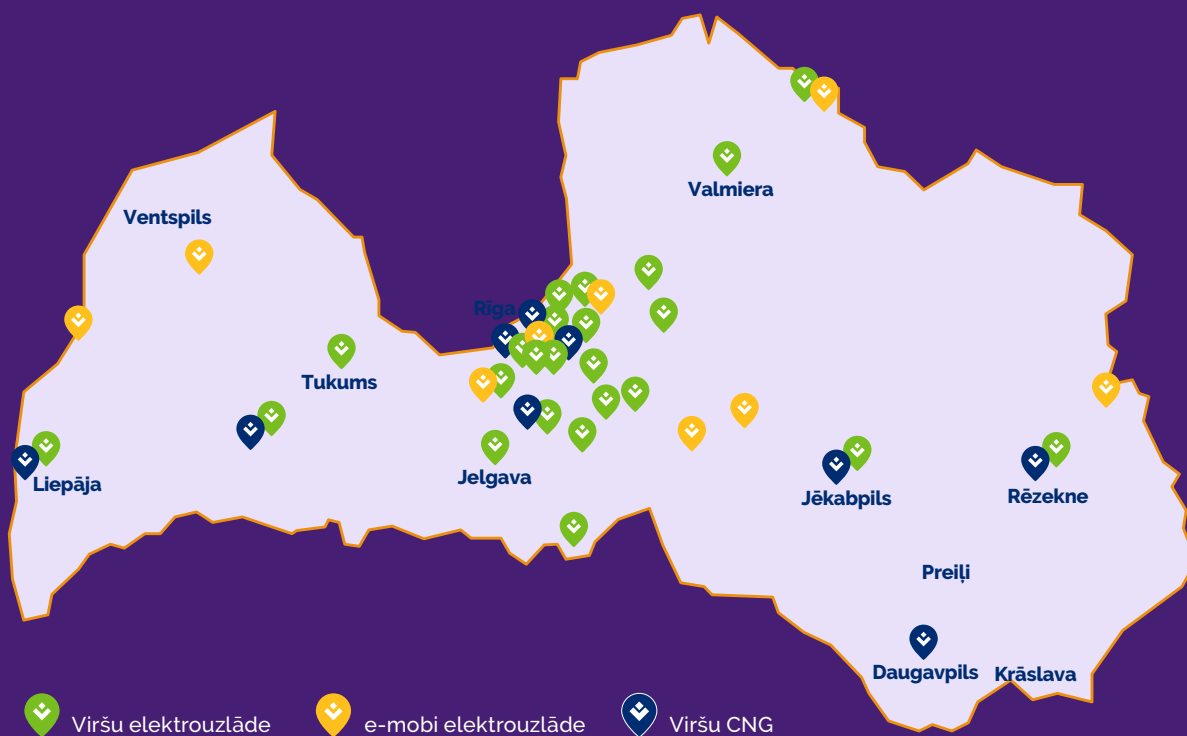 Valmiera
Ventspils
Rīga
Tukums
Jelgava
Liepāja
Jēkabpils
Rēzekne
Preiļi
Daugavpils
Krāslava
Viršu elektrouzlāde
e-mobi elektrouzlāde
Viršu CNG